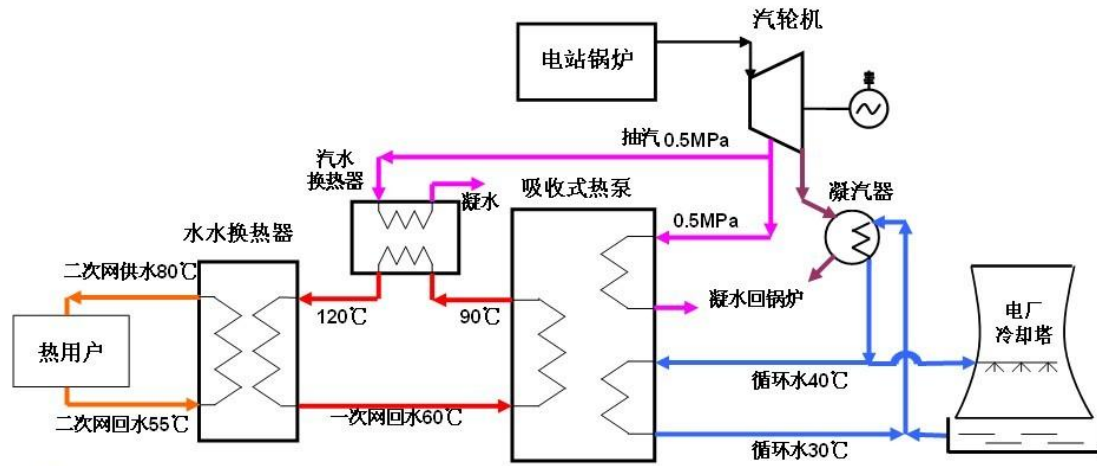 汽轮机
电站锅炉
抽汽0.5MPa
汽水
换热器
凝水
吸收式热泵
凝汽器
0.5MPa
水水换热器
二次网供水80℃
120℃
90℃
凝水回锅炉
电厂
冷却塔
热用户
循环水40℃
二次网回水55℃
一次网回水60℃
循环水30℃